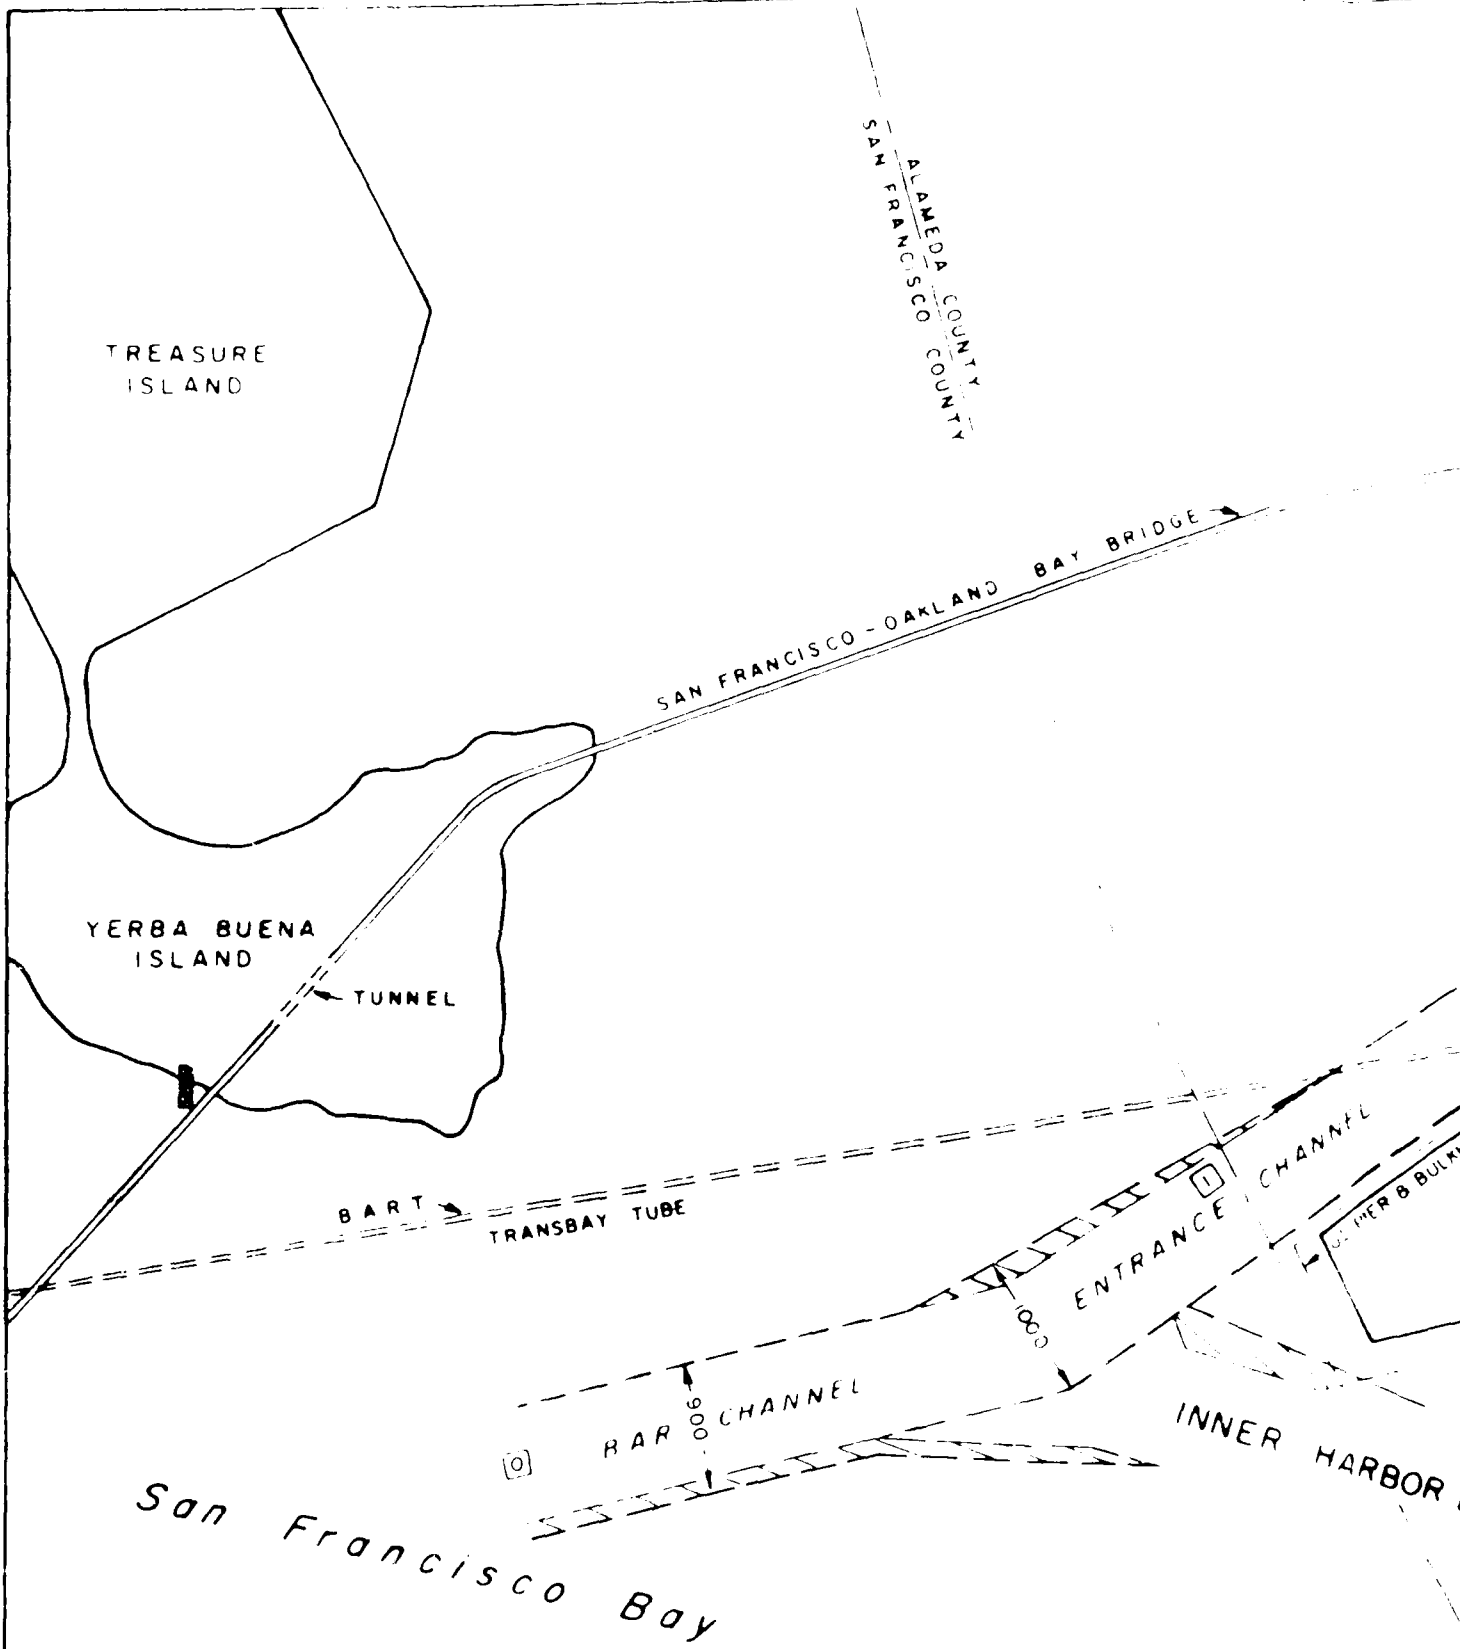 ALAMEDA COUNTY
SAN FRANCISCO COUNTY
TREASURE
ISLAND
SAN FRANCISCO-OAKLAND BAY BRIDGE
YERBA BUENA
ISLAND
TUNNEL
BART
TRANSBAY TUBE
ENTRANCE CHANNEL
1
1000
BAR CHANNEL
900
0
INNER HARBOR
San Francisco Bay